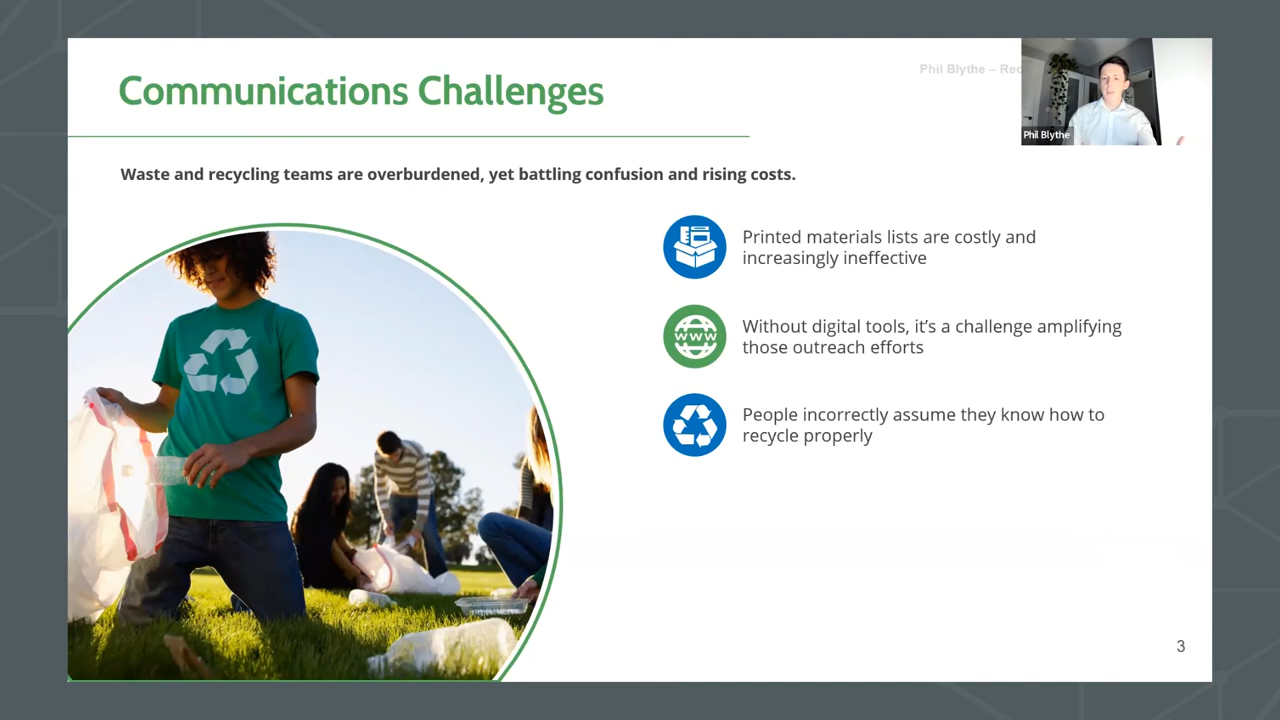 Communications Challenges
Phil Blythe – Rec
Phil Blythe
Waste and recycling teams are overburdened, yet battling confusion and rising costs.
Printed materials lists are costly and
increasingly ineffective
WWW
Without digital tools, it’s a challenge amplifying
those outreach efforts
People incorrectly assume they know how to
recycle properly
3